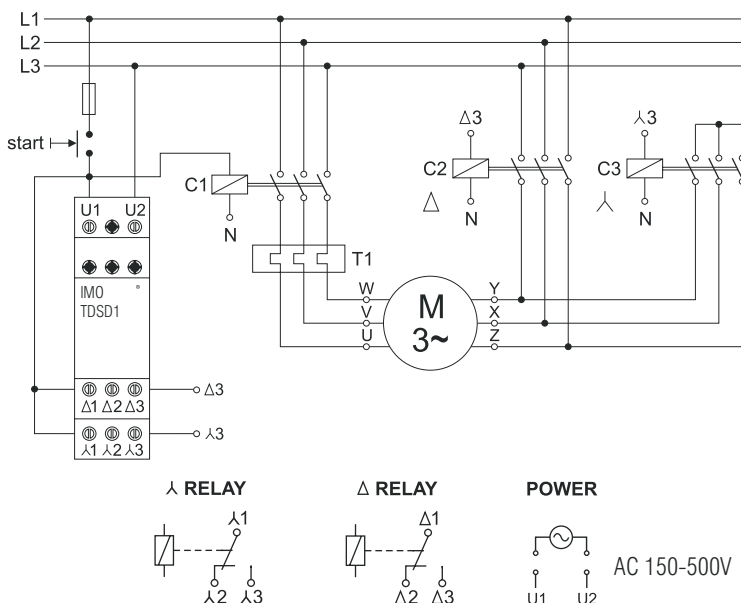 L1
L2
L3
start
Δ3
⅄3
C1
C2
C3
U1 U2
N
Δ
N
⅄
N
T1
IMO
TDSD1
W
V
U
M
3~
Y
X
Z
Δ1 Δ2 Δ3
Δ3
⅄1 ⅄2 ⅄3
⅄3
⅄ RELAY
Δ RELAY
POWER
⅄1
⅄2 ⅄3
Δ1
Δ2 Δ3
AC 150-500V
U1 U2